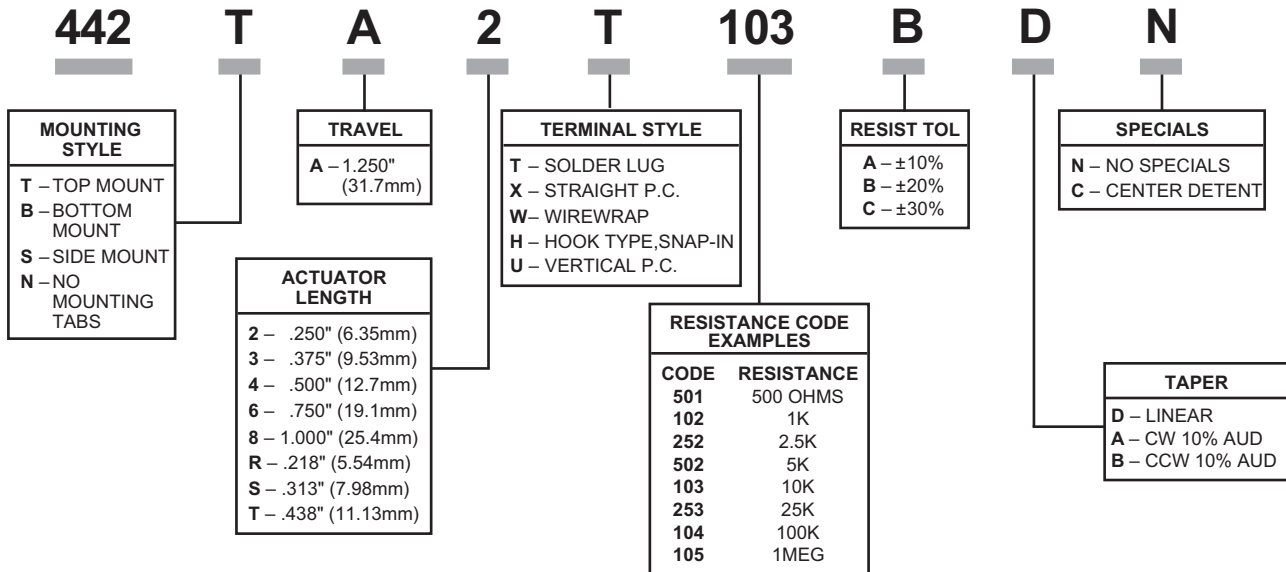 442 T A 2 T 103 B D N
MOUNTING
STYLE
T – TOP MOUNT
B – BOTTOM
MOUNT
S – SIDE MOUNT
N – NO
MOUNTING
TABS
TRAVEL
A – 1.250"
(31.7mm)
ACTUATOR
LENGTH
2 – .250" (6.35mm)
3 – .375" (9.53mm)
4 – .500" (12.7mm)
6 – .750" (19.1mm)
8 – 1.000" (25.4mm)
R – .218" (5.54mm)
S – .313" (7.98mm)
T – .438" (11.13mm)
TERMINAL STYLE
T – SOLDER LUG
X – STRAIGHT P.C.
W – WIREWRAP
H – HOOK TYPE,SNAP-IN
U – VERTICAL P.C.
RESISTANCE CODE
EXAMPLES
CODE RESISTANCE
501 500 OHMS
102 1K
252 2.5K
502 5K
103 10K
253 25K
104 100K
105 1MEG
RESIST TOL
A – ±10%
B – ±20%
C – ±30%
TAPER
D – LINEAR
A – CW 10% AUD
B – CCW 10% AUD
SPECIALS
N – NO SPECIALS
C – CENTER DETENT